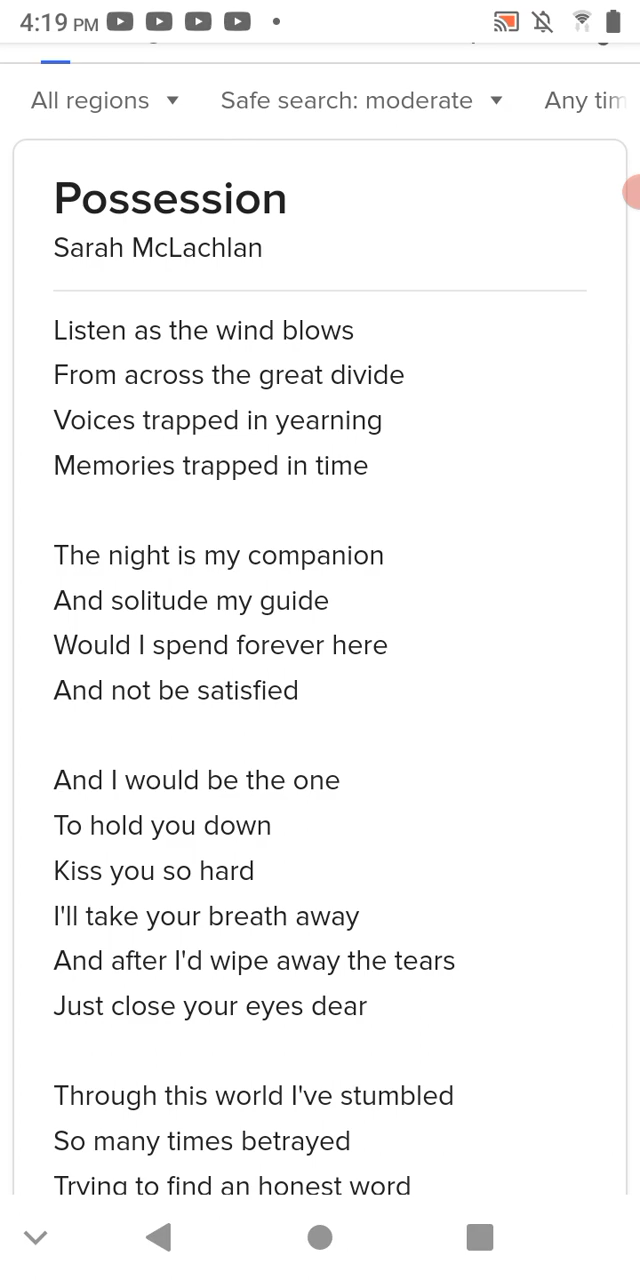 4:19 PM
All regions
Safe search: moderate
Any tim
Possession
Sarah McLachlan
Listen as the wind blows
From across the great divide
Voices trapped in yearning
Memories trapped in time
The night is my companion
And solitude my guide
Would I spend forever here
And not be satisfied
And I would be the one
To hold you down
Kiss you so hard
I'll take your breath away
And after I'd wipe away the tears
Just close your eyes dear
Through this world I've stumbled
So many times betrayed
Trying to find an honest word